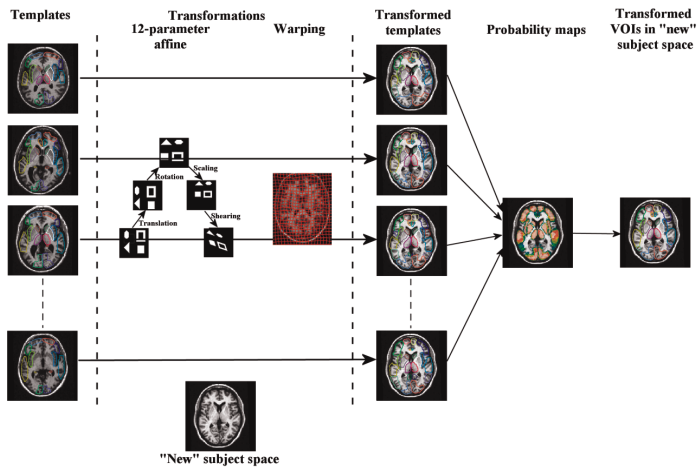 Templates
Transformations
12-parameter
affine
Warping
Transformed
templates
Probability maps
Transformed
VOIs in "new"
subject space
Rotation
Scaling
Translation
Shearing
"New" subject space